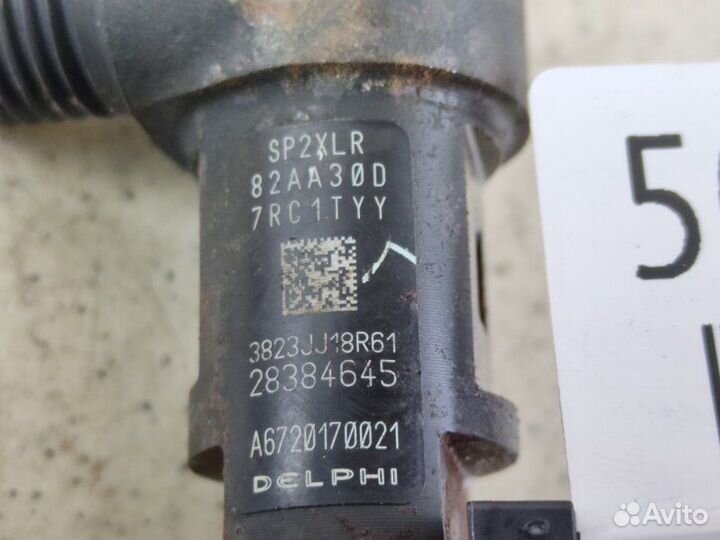 SP2XLR
82AA30D
7RC1TYY
3823JJ18R61
28384645
A6720170021
DELPHI
5
Avito